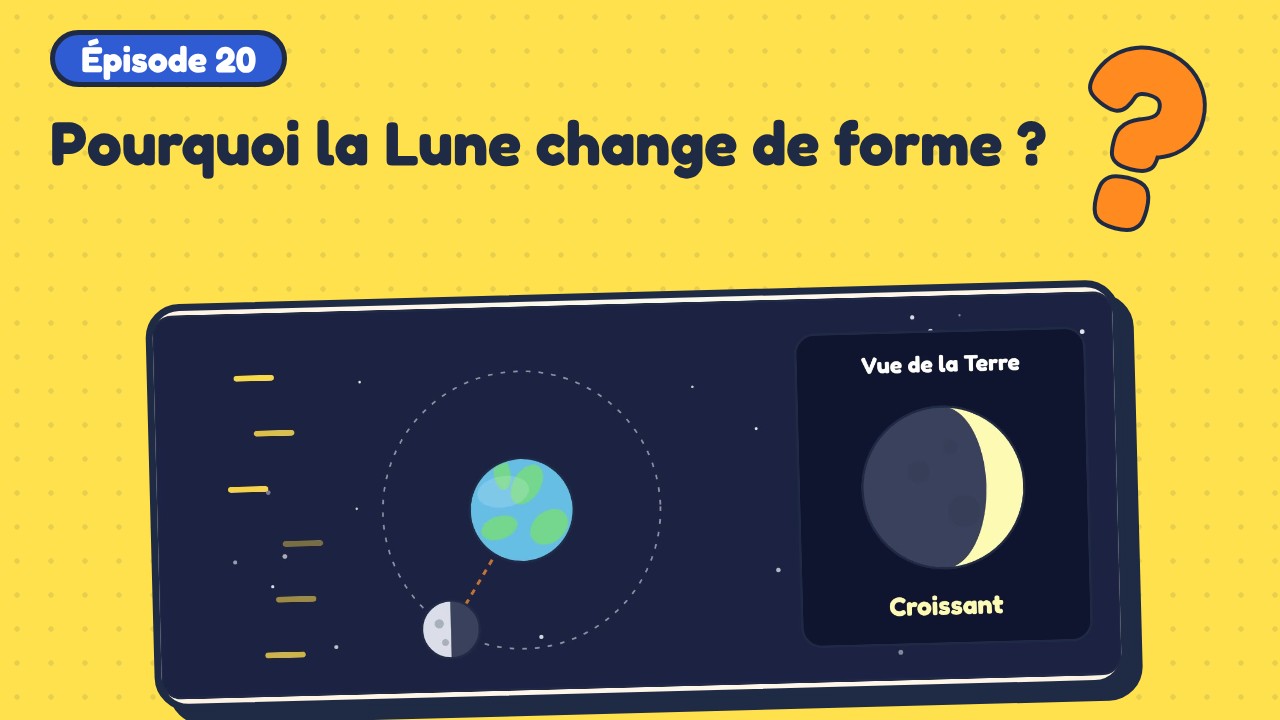 Épisode 20
Pourquoi la Lune change de forme ?
?
Vue de la Terre
Croissant